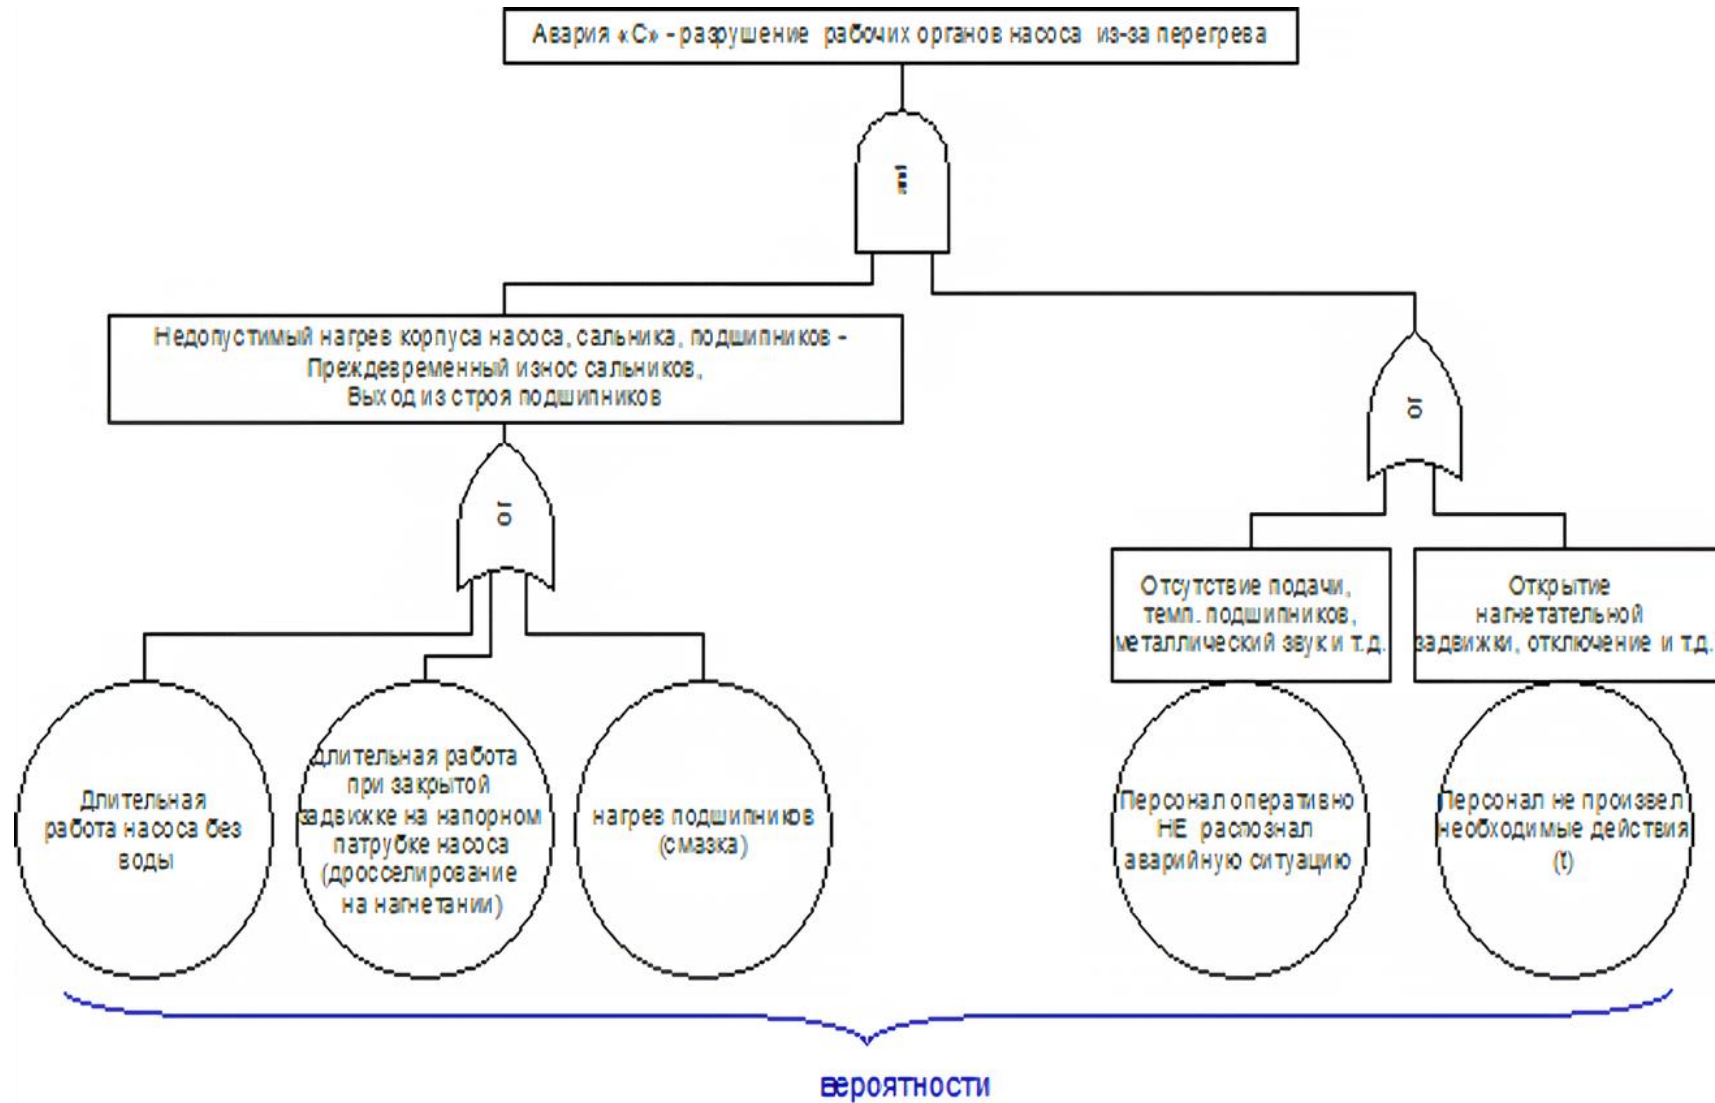 Авария «С» - разрушение рабочих органов насоса из-за перегрева
Недопустимый нагрев корпуса насоса, сальника, подшипников -
Преждевременный износ сальников,
Выход из строя подшипников
or
or
Отсутствие подачи,
темп. подшипников,
металлический звук и т.д.
Открытие
нагнетательной
задвижки, отключение и т.д.
Длительная
работа насоса без
воды
длительная работа
при закрытой
задвижке на напорном
патрубке насоса
(дросселирование
на нагнетании)
нагрев подшипников
(смазка)
Персонал оперативно
НЕ распознал
аварийную ситуацию
Персонал не произвел
необходимые действия
(t)
вероятности